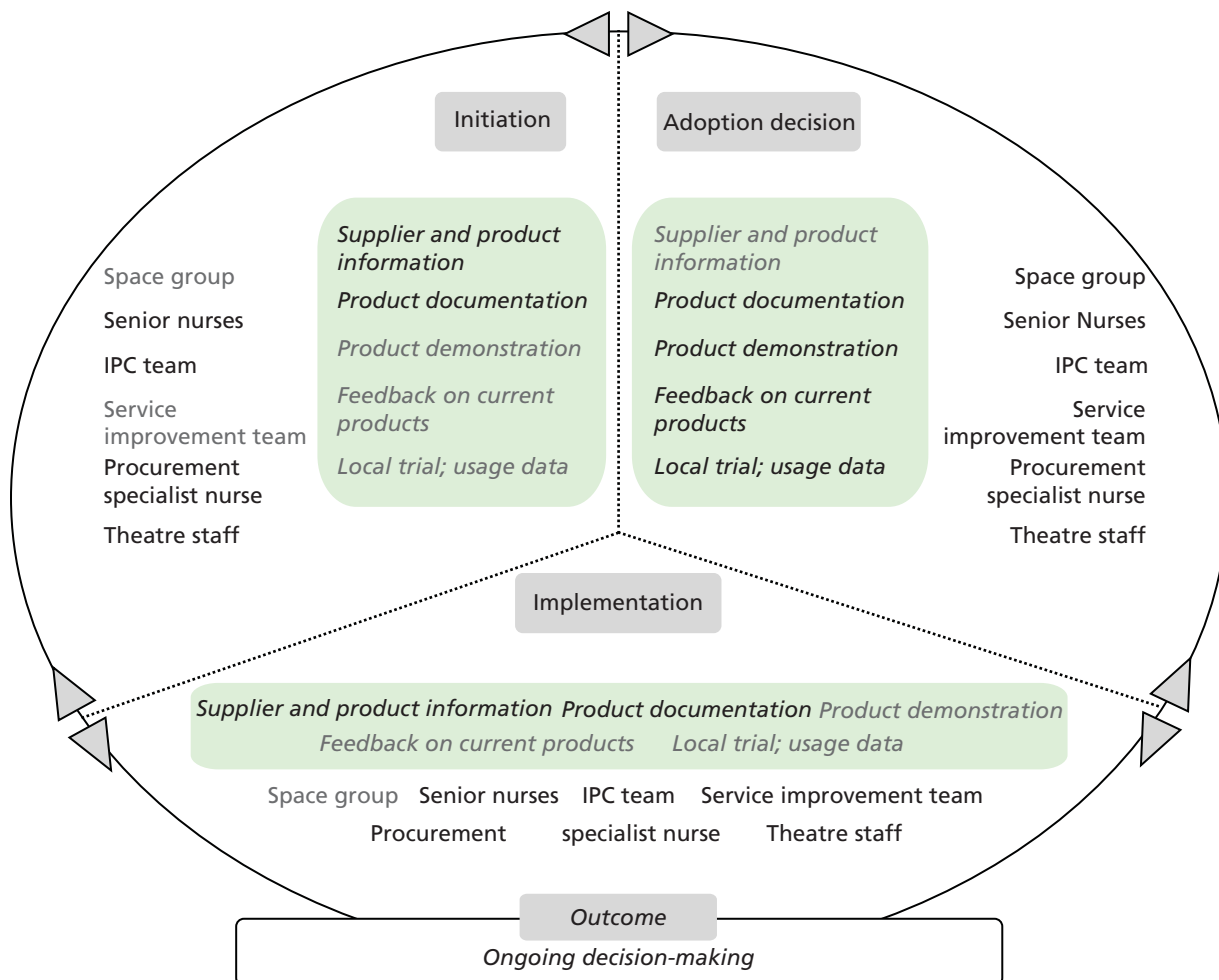 Initiation
Adoption decision
Space group
Senior nurses
IPC team
Service
improvement team
Procurement
specialist nurse
Theatre staff
Supplier and product
information
Product documentation
Product demonstration
Feedback on current
products
Local trial; usage data
Supplier and product
information
Product documentation
Product demonstration
Feedback on current
products
Local trial; usage data
Space group
Senior Nurses
IPC team
Service
improvement team
Procurement
specialist nurse
Theatre staff
Implementation
Supplier and product information Product documentation Product demonstration
Feedback on current products Local trial; usage data
Space group Senior nurses IPC team Service improvement team
Procurement specialist nurse Theatre staff
Outcome
Ongoing decision-making